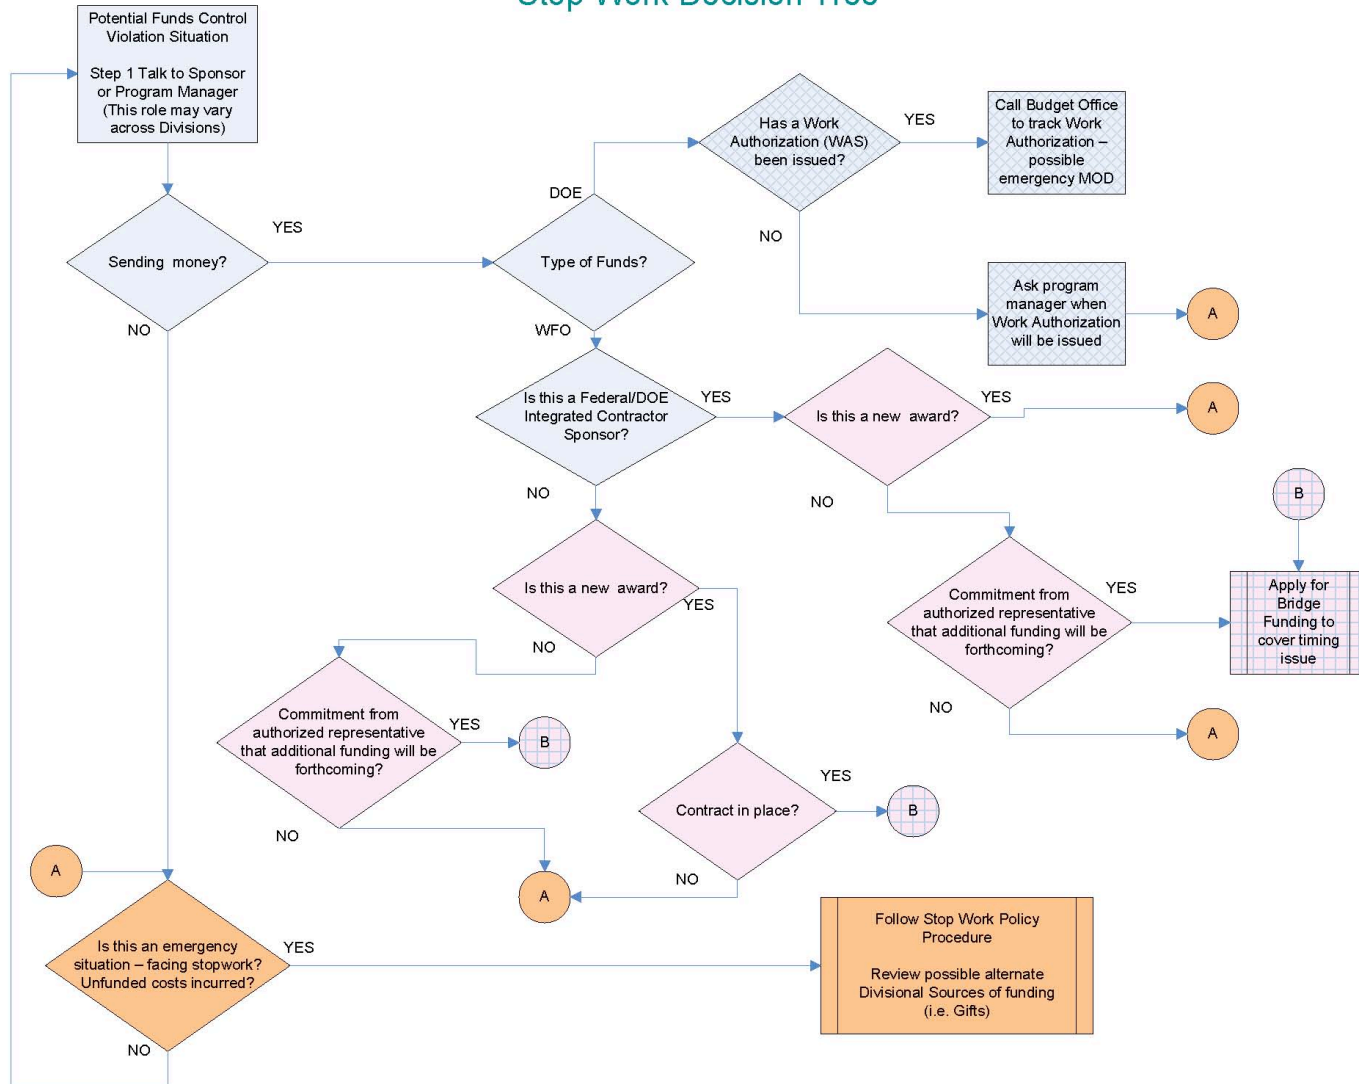 Stop Work Decision Tree
Potential Funds Control
Violation Situation
Step 1 Talk to Sponsor
or Program Manager
(This role may vary
across Divisions)
Has a Work
Authorization (WAS)
been issued?
YES
Call Budget Office
to track Work
Authorization –
possible
emergency MOD
DOE
YES
NO
Sending money?
Type of Funds?
Ask program
manager when
Work Authorization
will be issued
A
NO
WFO
Is this a Federal/DOE
Integrated Contractor
Sponsor?
YES
Is this a new award?
YES
A
NO
NO
B
Is this a new award?
YES
NO
Commitment from
authorized representative
that additional funding will be
forthcoming?
YES
Apply for
Bridge
Funding to
cover timing
issue
NO
A
Commitment from
authorized representative
that additional funding will be
forthcoming?
YES
B
NO
Contract in place?
YES
B
NO
A
A
Is this an emergency
situation – facing stopwork?
Unfunded costs incurred?
YES
NO
Follow Stop Work Policy
Procedure
Review possible alternate
Divisional Sources of funding
(i.e. Gifts)